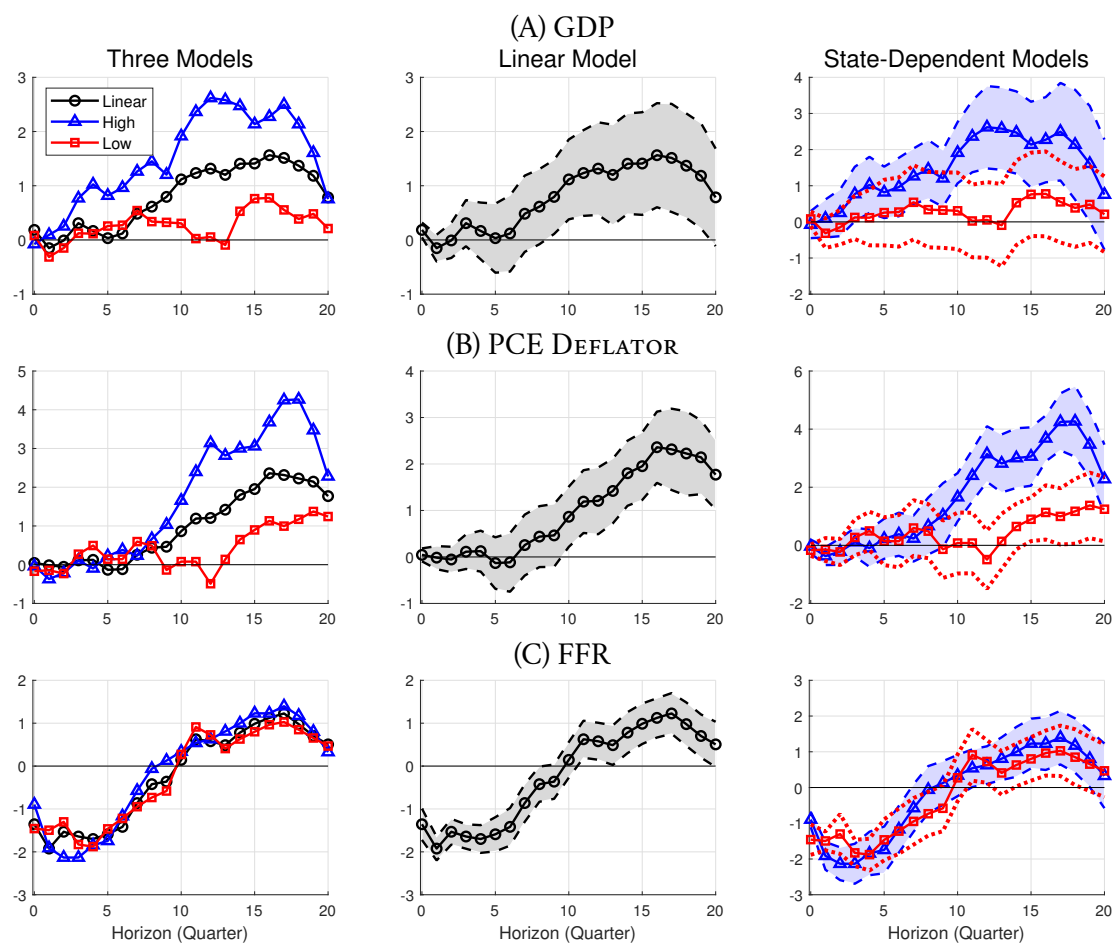 (A) GDP
Three Models
Linear Model
State-Dependent Models
3
2
1
0
-1
0 5 10 15 20
Linear
High
Low
3
2
1
0
-1
0 5 10 15 20
4
3
2
1
0
-1
-2
0 5 10 15 20
(B) PCE DEFLATOR
5
4
3
2
1
0
-1
0 5 10 15 20
4
3
2
1
0
-1
0 5 10 15 20
6
4
2
0
-2
0 5 10 15 20
(C) FFR
2
1
0
-1
-2
-3
0 5 10 15 20
Horizon (Quarter)
2
1
0
-1
-2
-3
0 5 10 15 20
Horizon (Quarter)
3
2
1
0
-1
-2
-3
0 5 10 15 20
Horizon (Quarter)